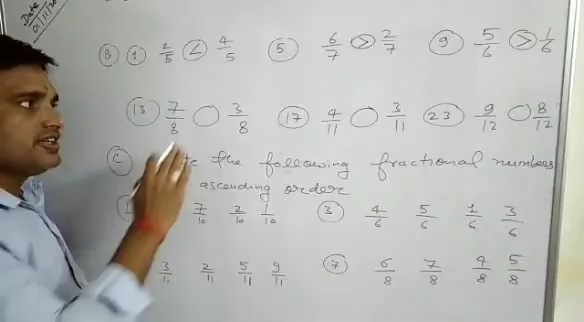 Date
01/11/20
B 1 2/5 < 4/5 5 6/7 > 2/7 9 5/6 > 1/6
13 7/8 ○ 3/8 17 4/11 ○ 3/11 23 9/12 ○ 8/12
C the following fractional numbers
ascending order
7/10 2/10 1/10 3 4/6 5/6 1/6 3/6
3/11 2/11 5/11 9/11 7 6/8 7/8 4/8 5/8